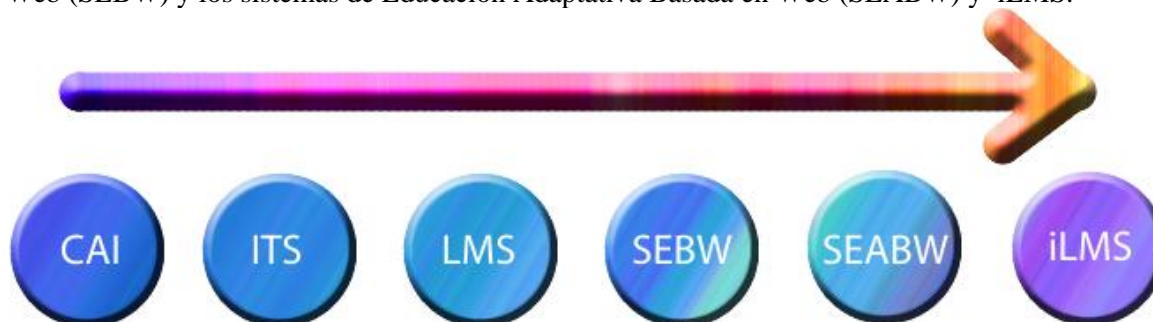 Web (SEBW) y los sistemas de Educación Adaptativa Basada en Web (SEABW) y iLMS.
CAI ITS LMS SEBW SEABW iLMS